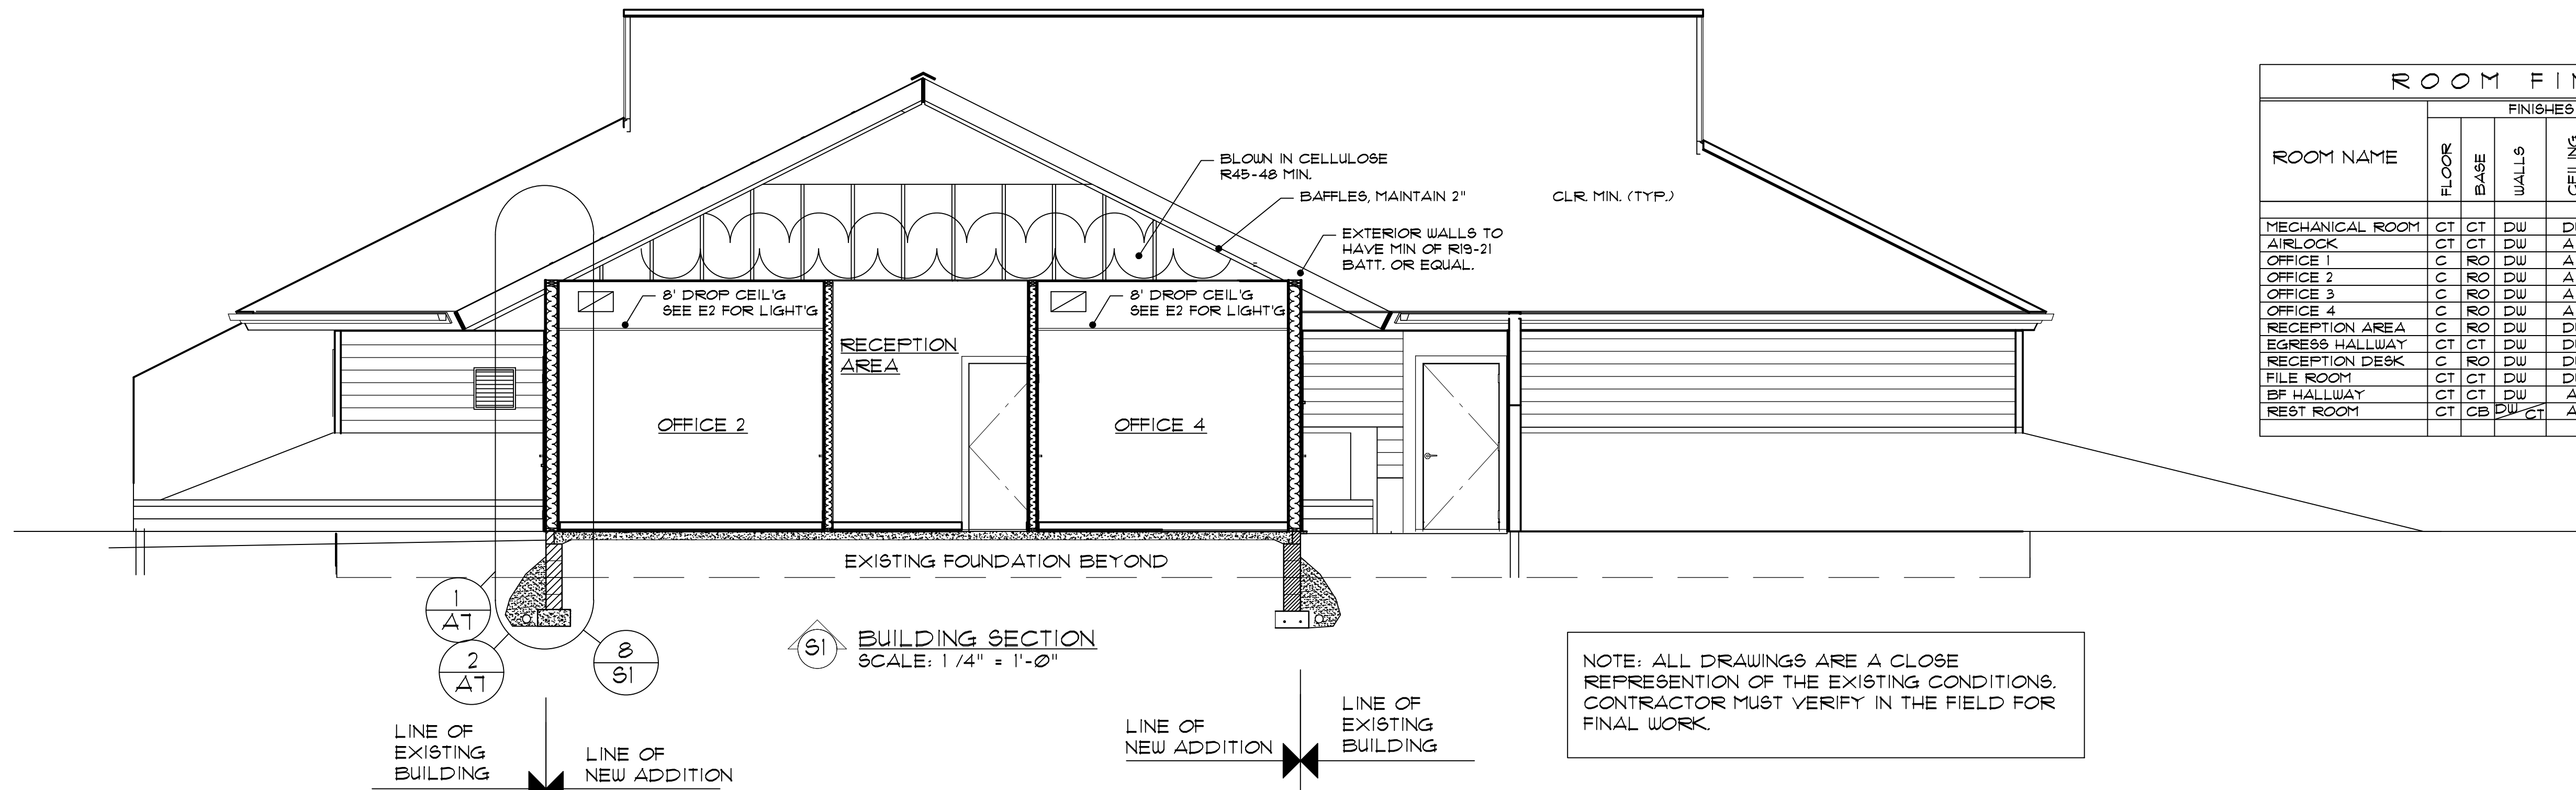 BLOWN IN CELLULOSE
R45-48 MIN.
BAFFLES, MAINTAIN 2" CLR. MIN. (TYP.)
EXTERIOR WALLS TO
HAVE MIN OF R19-21
BATT. OR EQUAL.
8' DROP CEIL'G
SEE E2 FOR LIGHT'G
8' DROP CEIL'G
SEE E2 FOR LIGHT'G
RECEPTION
AREA
OFFICE 2
OFFICE 4
EXISTING FOUNDATION BEYOND
1
A7
2
A7
8
S1
S1
BUILDING SECTION
SCALE: 1/4" = 1'-0"
LINE OF
EXISTING
BUILDING
LINE OF
NEW ADDITION
LINE OF
NEW ADDITION
LINE OF
EXISTING
BUILDING
NOTE: ALL DRAWINGS ARE A CLOSE
REPRESENTION OF THE EXISTING CONDITIONS.
CONTRACTOR MUST VERIFY IN THE FIELD FOR
FINAL WORK.
ROOM FIN
FINISHES
ROOM NAME FLOOR BASE WALLS CEILING
MECHANICAL ROOM CT CT DW D
AIRLOCK CT CT DW A
OFFICE 1 C RO DW A
OFFICE 2 C RO DW A
OFFICE 3 C RO DW A
OFFICE 4 C RO DW A
RECEPTION AREA C RO DW D
EGRESS HALLWAY CT CT DW D
RECEPTION DESK C RO DW D
FILE ROOM CT CT DW D
BF HALLWAY CT CT DW A
REST ROOM CT CB DW CT A